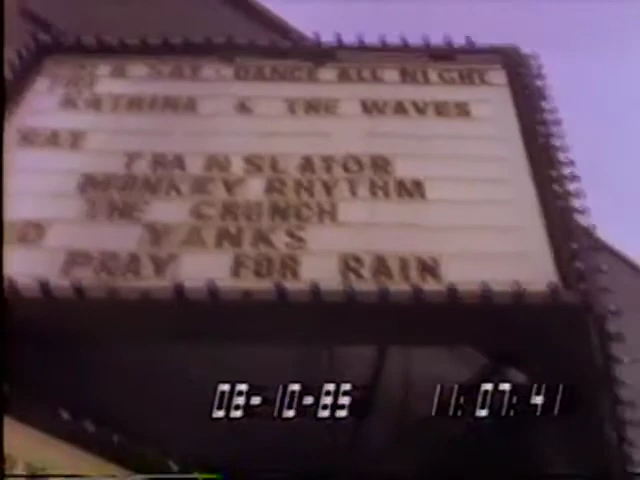 & SAT - DANCE ALL NIGHT
KATRINA & THE WAVES
SAT
TRANSLATOR
MONKEY RHYTHM
THE CRUNCH
YANKS
PRAY FOR RAIN
08-10-85 11:07:41